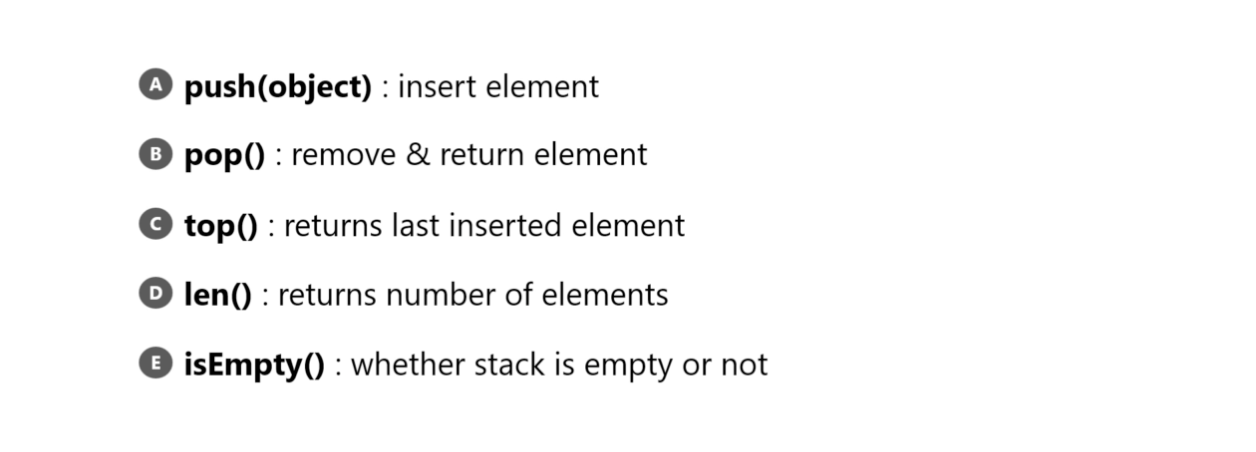 A push(object) : insert element
B pop() : remove & return element
C top() : returns last inserted element
D len() : returns number of elements
E isEmpty() : whether stack is empty or not